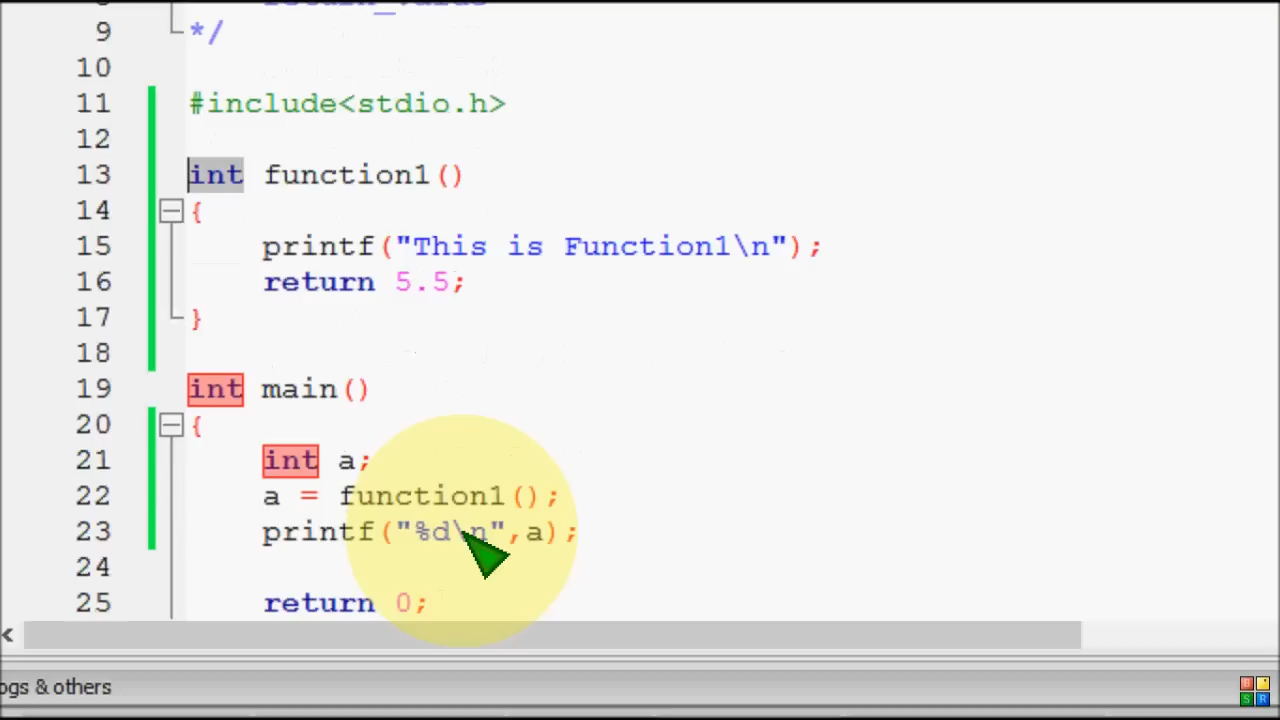 9 */
10
11 #include<stdio.h>
12
13 int function1()
14 {
15 printf("This is Function1\n");
16 return 5.5;
17 }
18
19 int main()
20 {
21 int a;
22 a = function1();
23 printf("%d\n",a);
24
25 return 0;
ogs & others